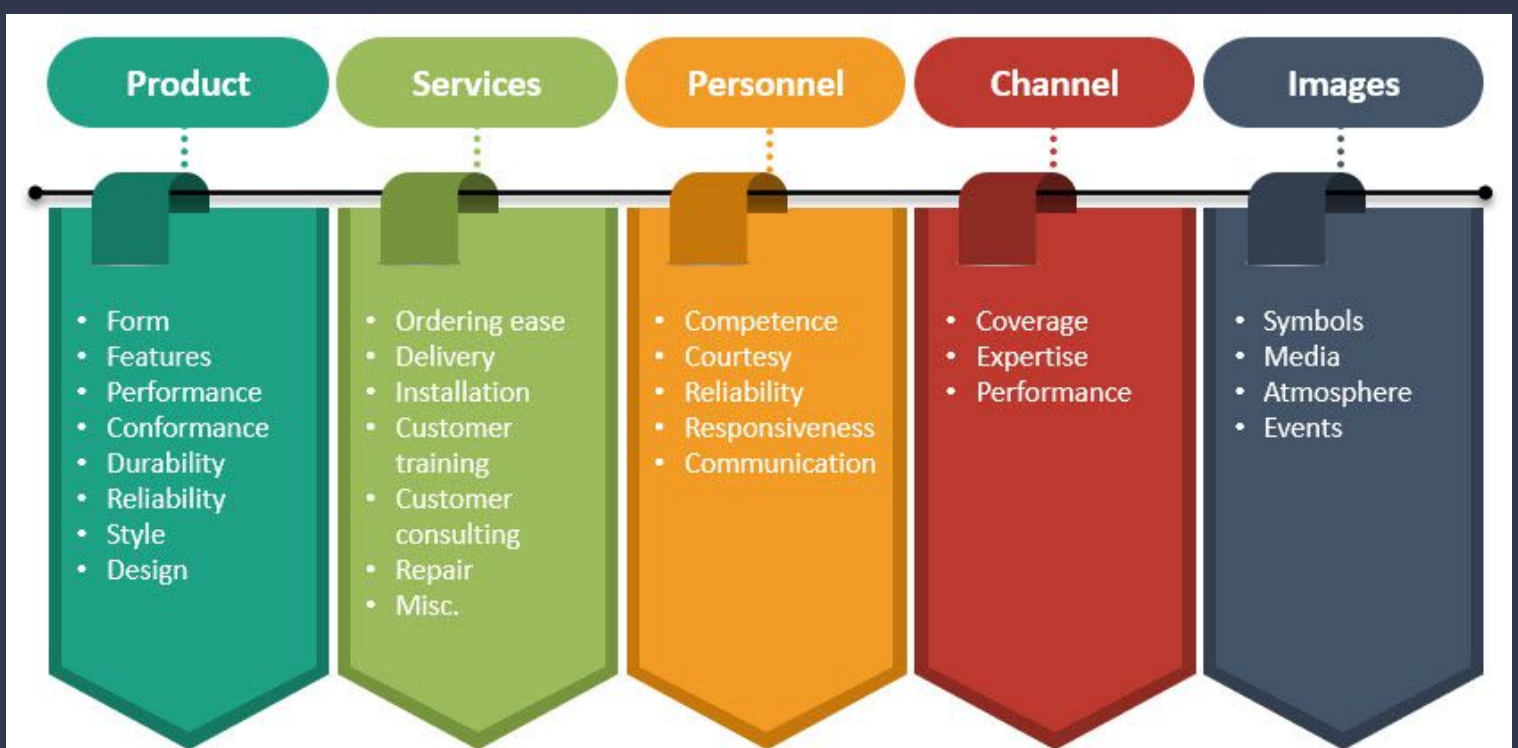 Product
Services
Personnel
Channel
Images
• Form
• Features
• Performance
• Conformance
• Durability
• Reliability
• Style
• Design
• Ordering ease
• Delivery
• Installation
• Customer
training
• Customer
consulting
• Repair
• Misc.
• Competence
• Courtesy
• Reliability
• Responsiveness
• Communication
• Coverage
• Expertise
• Performance
• Symbols
• Media
• Atmosphere
• Events